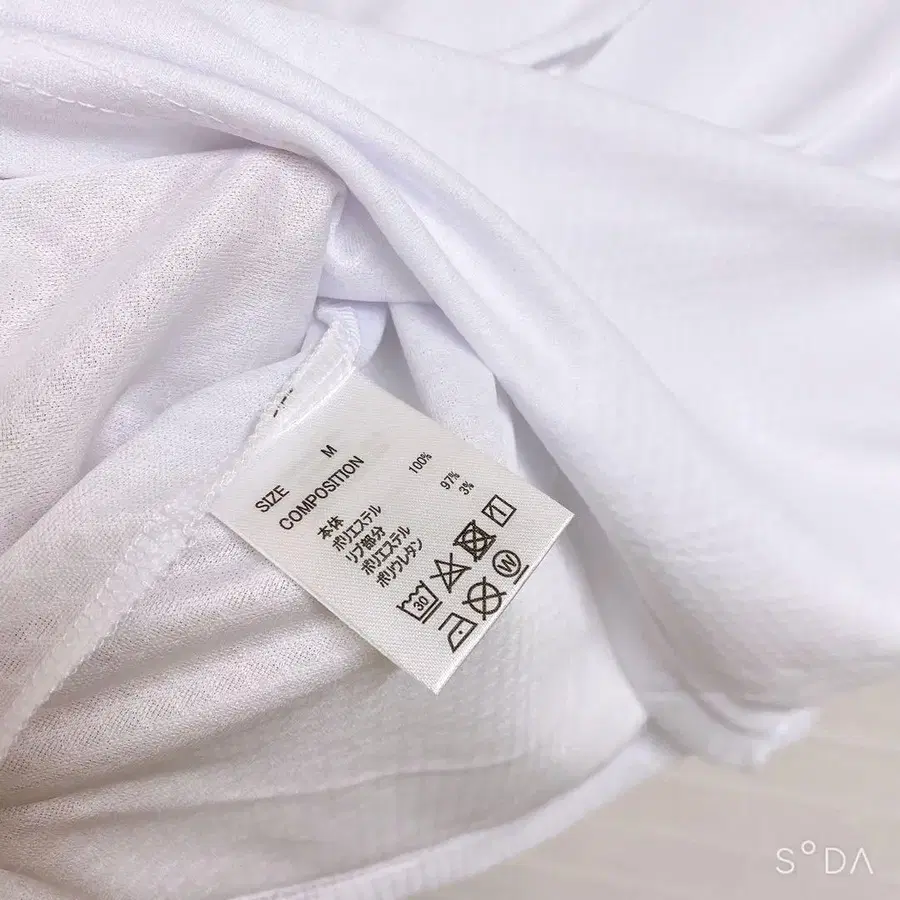 SIZE M
COMPOSITION
本体
ポリエステル 100%
リブ部分
ポリエステル 97%
ポリウレタン 3%
30
W
SODA